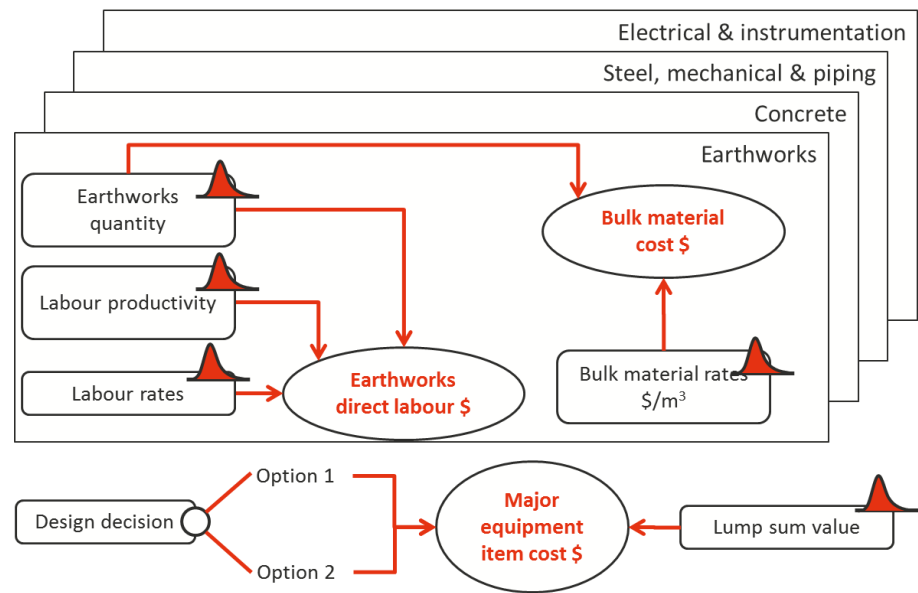 Electrical & instrumentation
Steel, mechanical & piping
Concrete
Earthworks
Earthworks
quantity
Bulk material
cost $
Labour productivity
Labour rates
Earthworks
direct labour $
Bulk material rates
$/m³
Design decision
Option 1
Option 2
Major
equipment
item cost $
Lump sum value